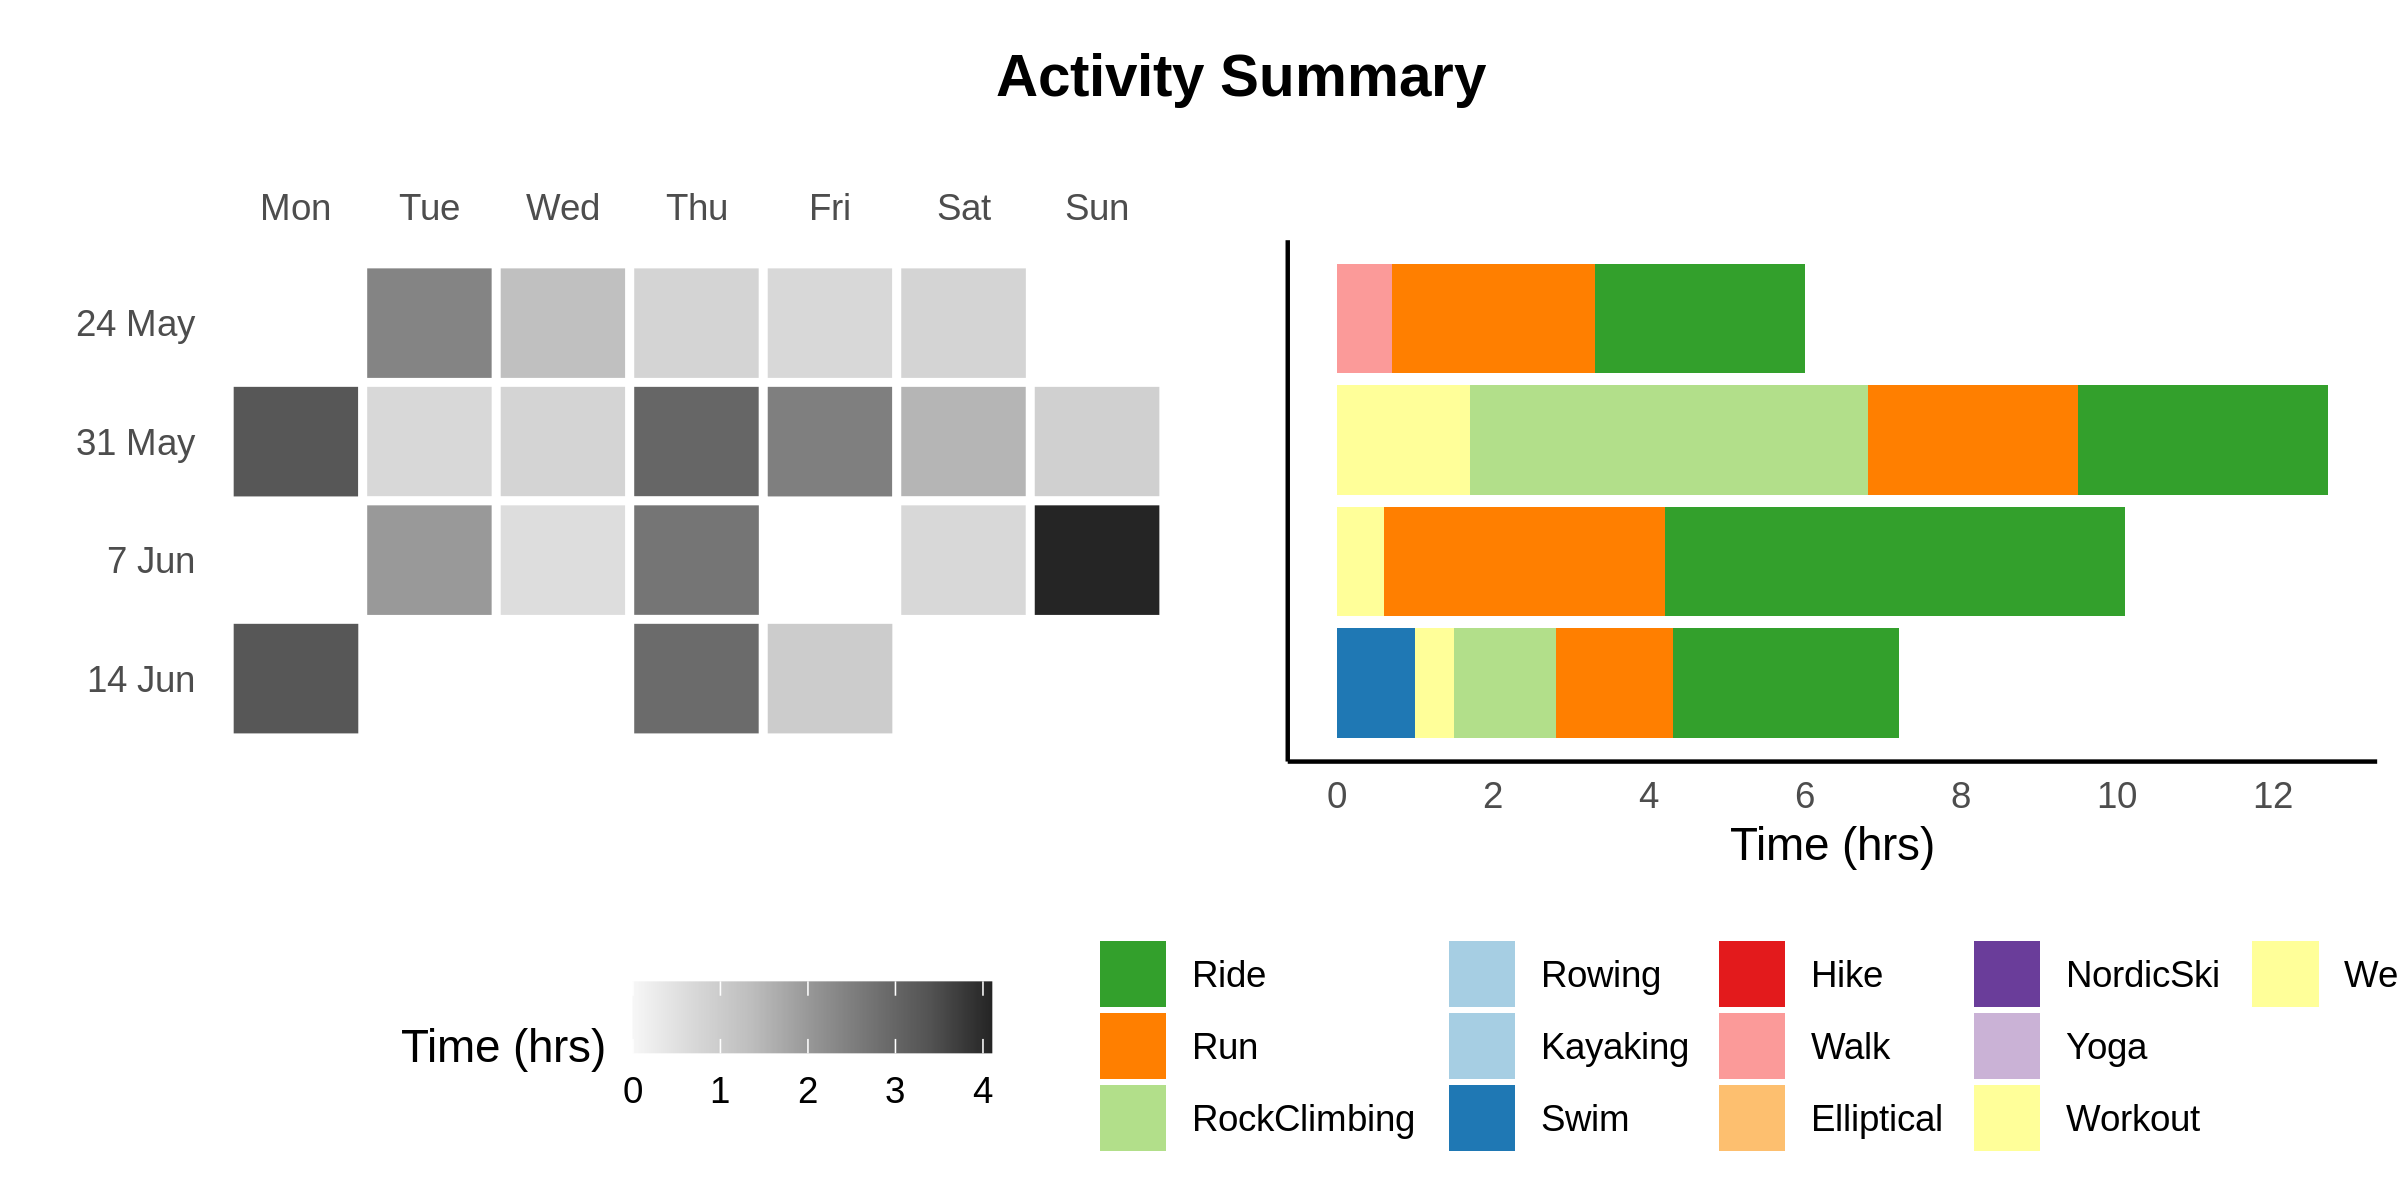 Activity Summary
Mon Tue Wed Thu Fri Sat Sun
24 May
31 May
7 Jun
14 Jun
0 2 4 6 8 10 12
Time (hrs)
Time (hrs)
0 1 2 3 4
Ride Rowing Hike NordicSki We
Run Kayaking Walk Yoga
RockClimbing Swim Elliptical Workout